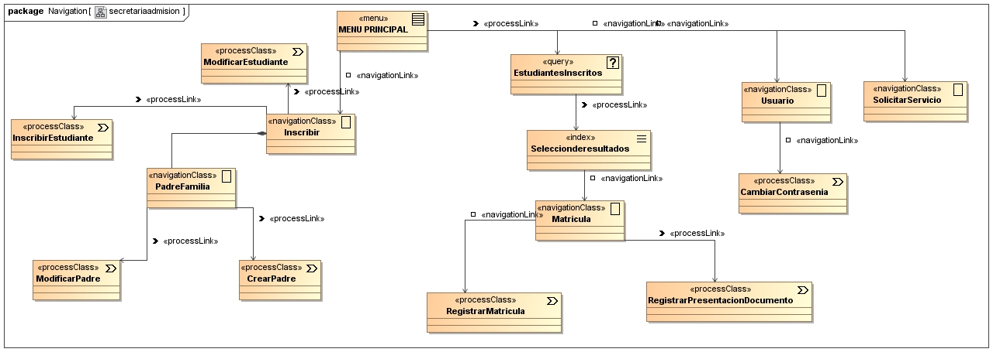 package Navigation[ secretariaadmision ]
«menu»
MENU PRINCIPAL
«processLink»
«navigationLink»
«navigationLink»
«processClass»
ModificarEstudiante
«query»
EstudiantesInscritos
«navigationLink»
«navigationClass»
Usuario
«navigationClass»
SolicitarServicio
«processLink»
«processLink»
«processLink»
«processClass»
InscribirEstudiante
«navigationClass»
Inscribir
«index»
Seleccionderesultados
«navigationLink»
«navigationClass»
PadreFamilia
«navigationLink»
«processClass»
CambiarContrasenia
«navigationClass»
Matricula
«processLink»
«navigationLink»
«processLink»
«processLink»
«processClass»
ModificarPadre
«processClass»
CrearPadre
«processClass»
RegistrarMatricula
«processClass»
RegistrarPresentacionDocumento